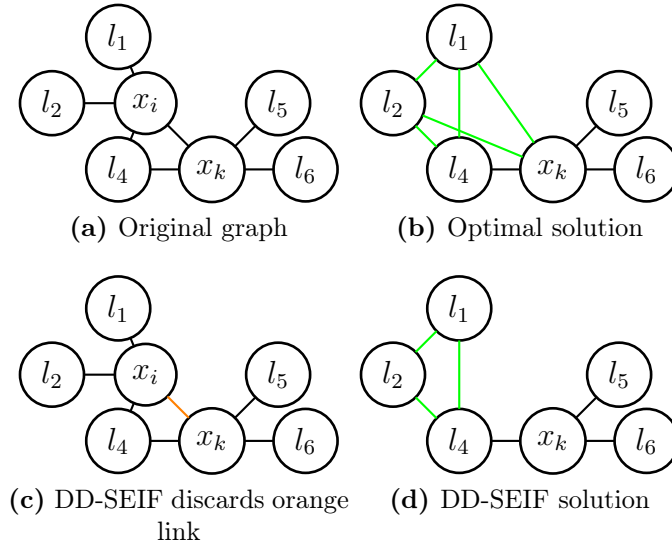 l1
l2 xi l5
l4 xk l6
(a) Original graph
l1
l2 l5
l4 xk l6
(b) Optimal solution
l1
l2 xi l5
l4 xk l6
(c) DD-SEIF discards orange
link
l1
l2 l5
l4 xk l6
(d) DD-SEIF solution